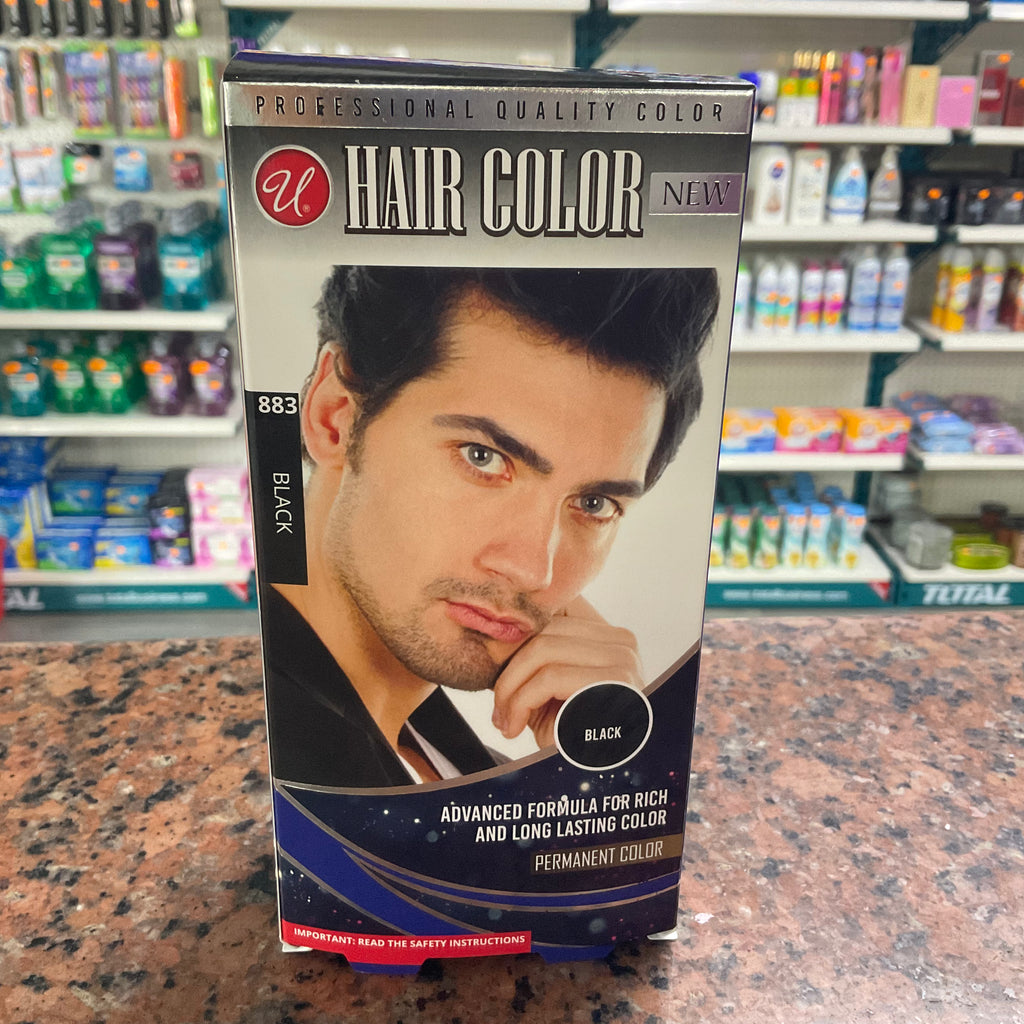 PROFESSIONAL QUALITY COLOR
U
HAIR COLOR
NEW
883
BLACK
BLACK
ADVANCED FORMULA FOR RICH
AND LONG LASTING COLOR
PERMANENT COLOR
IMPORTANT: READ THE SAFETY INSTRUCTIONS
TOTAL